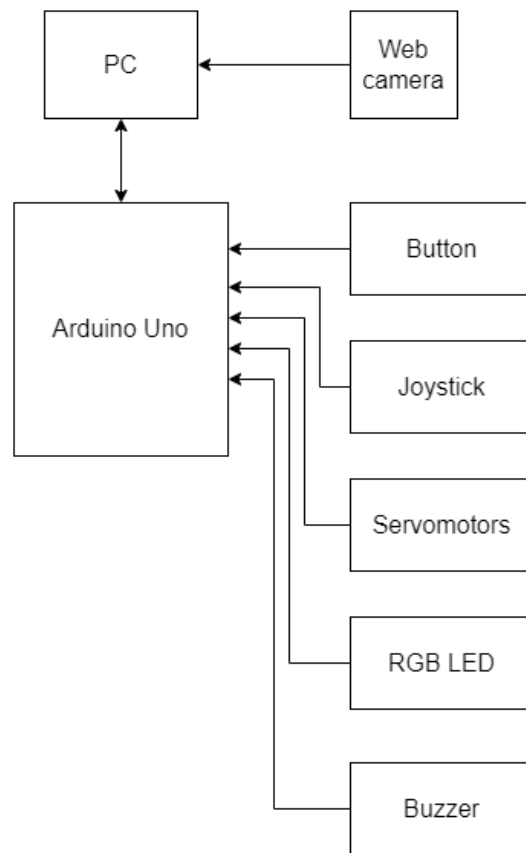 PC
Web
camera
Arduino Uno
Button
Joystick
Servomotors
RGB LED
Buzzer